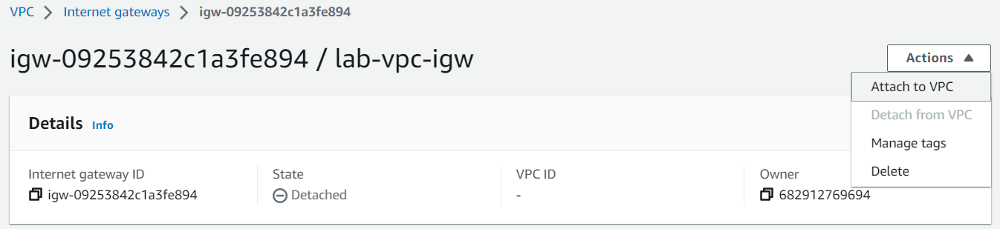 VPC > Internet gateways > igw-09253842c1a3fe894
igw-09253842c1a3fe894 / lab-vpc-igw
Actions
Attach to VPC
Detach from VPC
Manage tags
Delete
Details Info
Internet gateway ID
igw-09253842c1a3fe894
State
Detached
VPC ID
-
Owner
682912769694